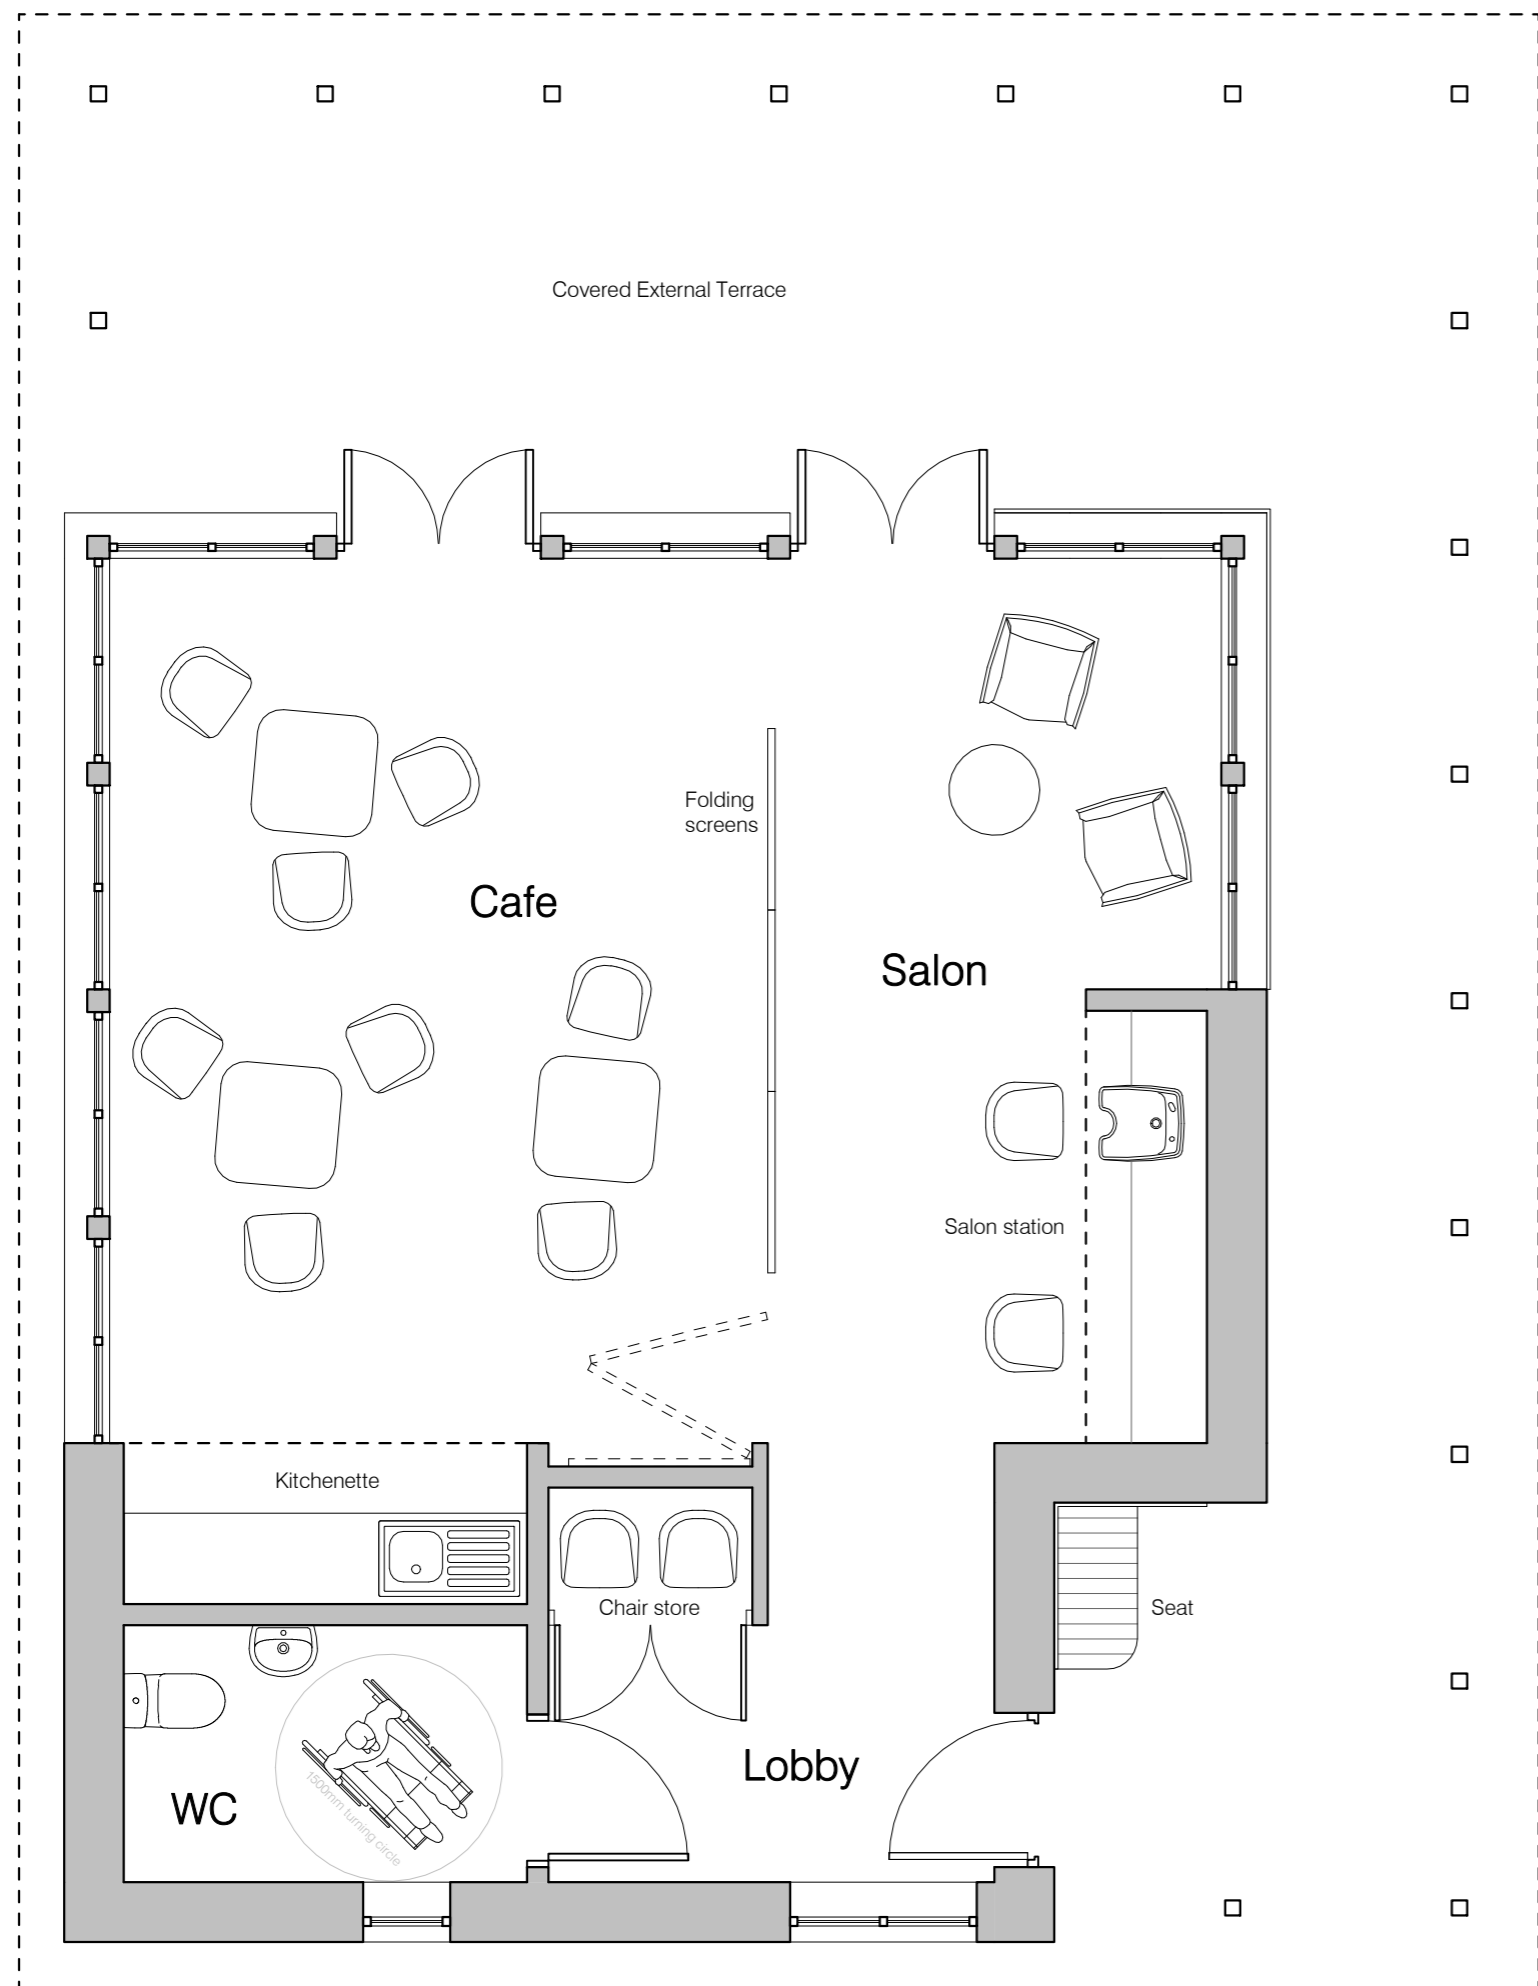 Covered External Terrace
Folding
screens
Cafe
Salon
Salon station
Kitchenette
Chair store
Seat
Lobby
WC
1500mm turning circle